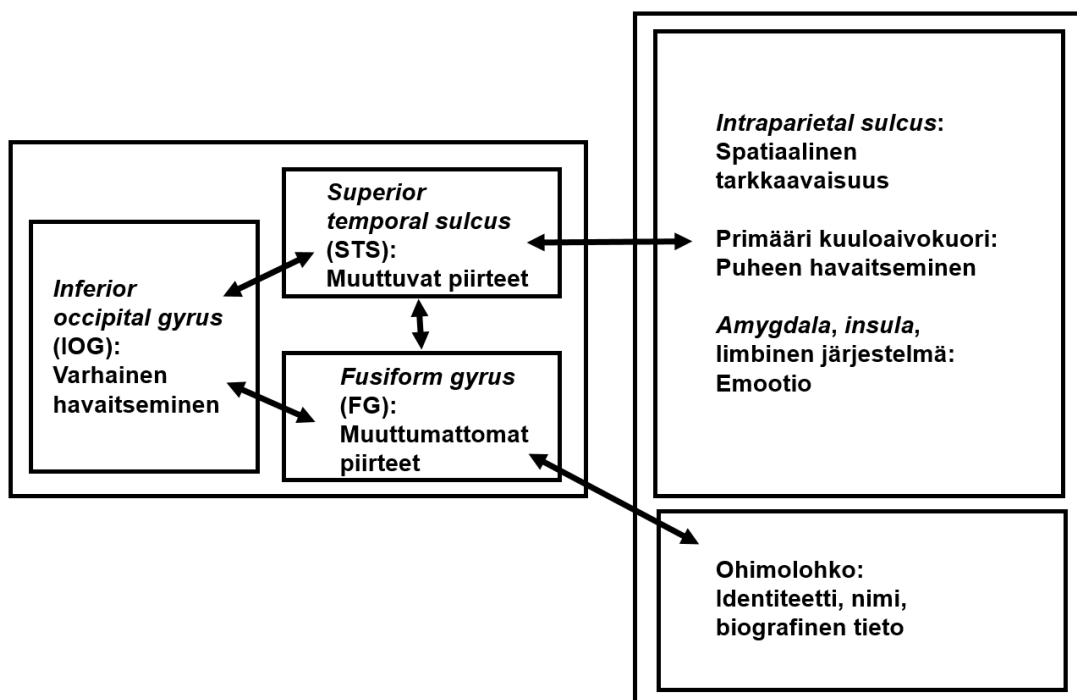 Inferior
occipital gyrus
(IOG):
Varhainen
havaitseminen
Superior
temporal sulcus
(STS):
Muuttuvat piirteet
Fusiform gyrus
(FG):
Muuttumattomat
piirteet
Intraparietal sulcus:
Spatiaalinen
tarkkaavaisuus
Primääri kuuloaivokuori:
Puheen havaitseminen
Amygdala, insula,
limbinen järjestelmä:
Emootio
Ohimolohko:
Identiteetti, nimi,
biografinen tieto